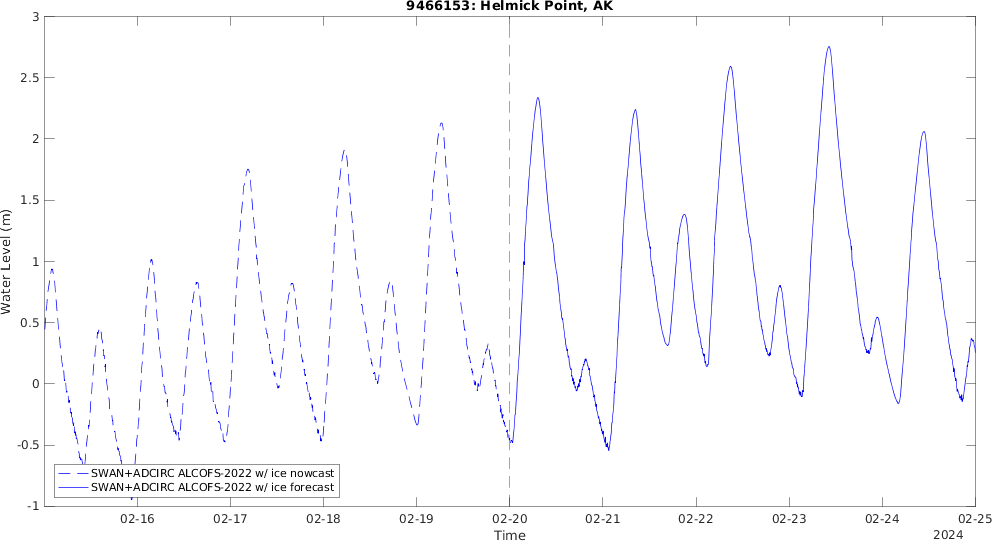 9466153: Helmick Point, AK
3
2.5
2
1.5
1
0.5
0
-0.5
-1
Water Level (m)
SWAN+ADCIRC ALCOFS-2022 w/ ice nowcast
SWAN+ADCIRC ALCOFS-2022 w/ ice forecast
02-16 02-17 02-18 02-19 02-20 02-21 02-22 02-23 02-24 02-25
Time
2024